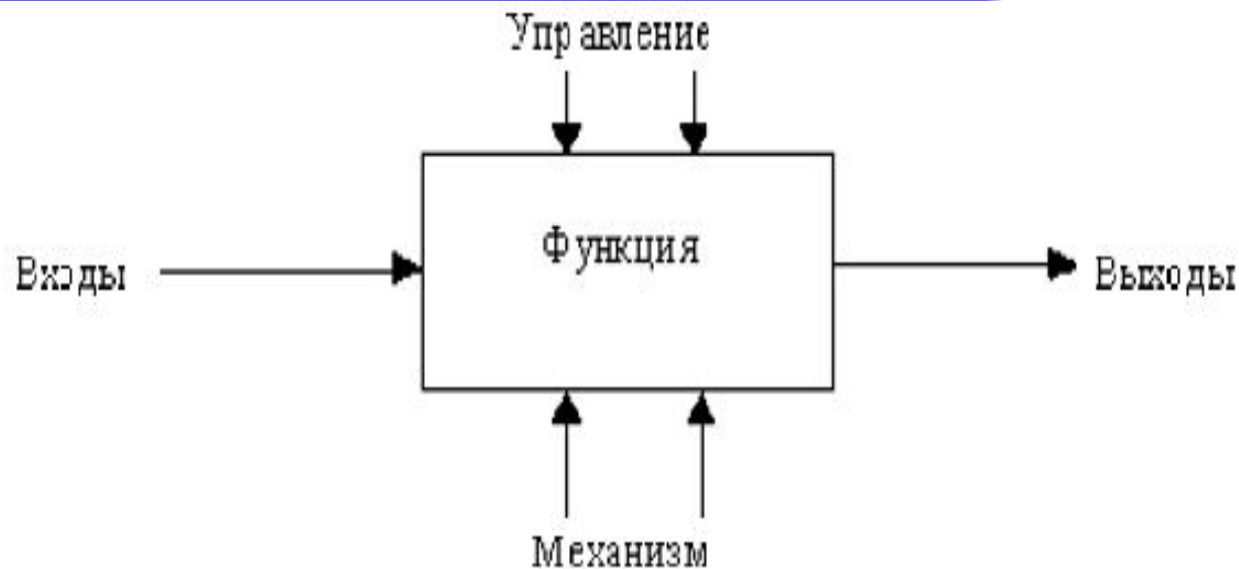 Управление
Функция
Входы
Выходы
Механизм